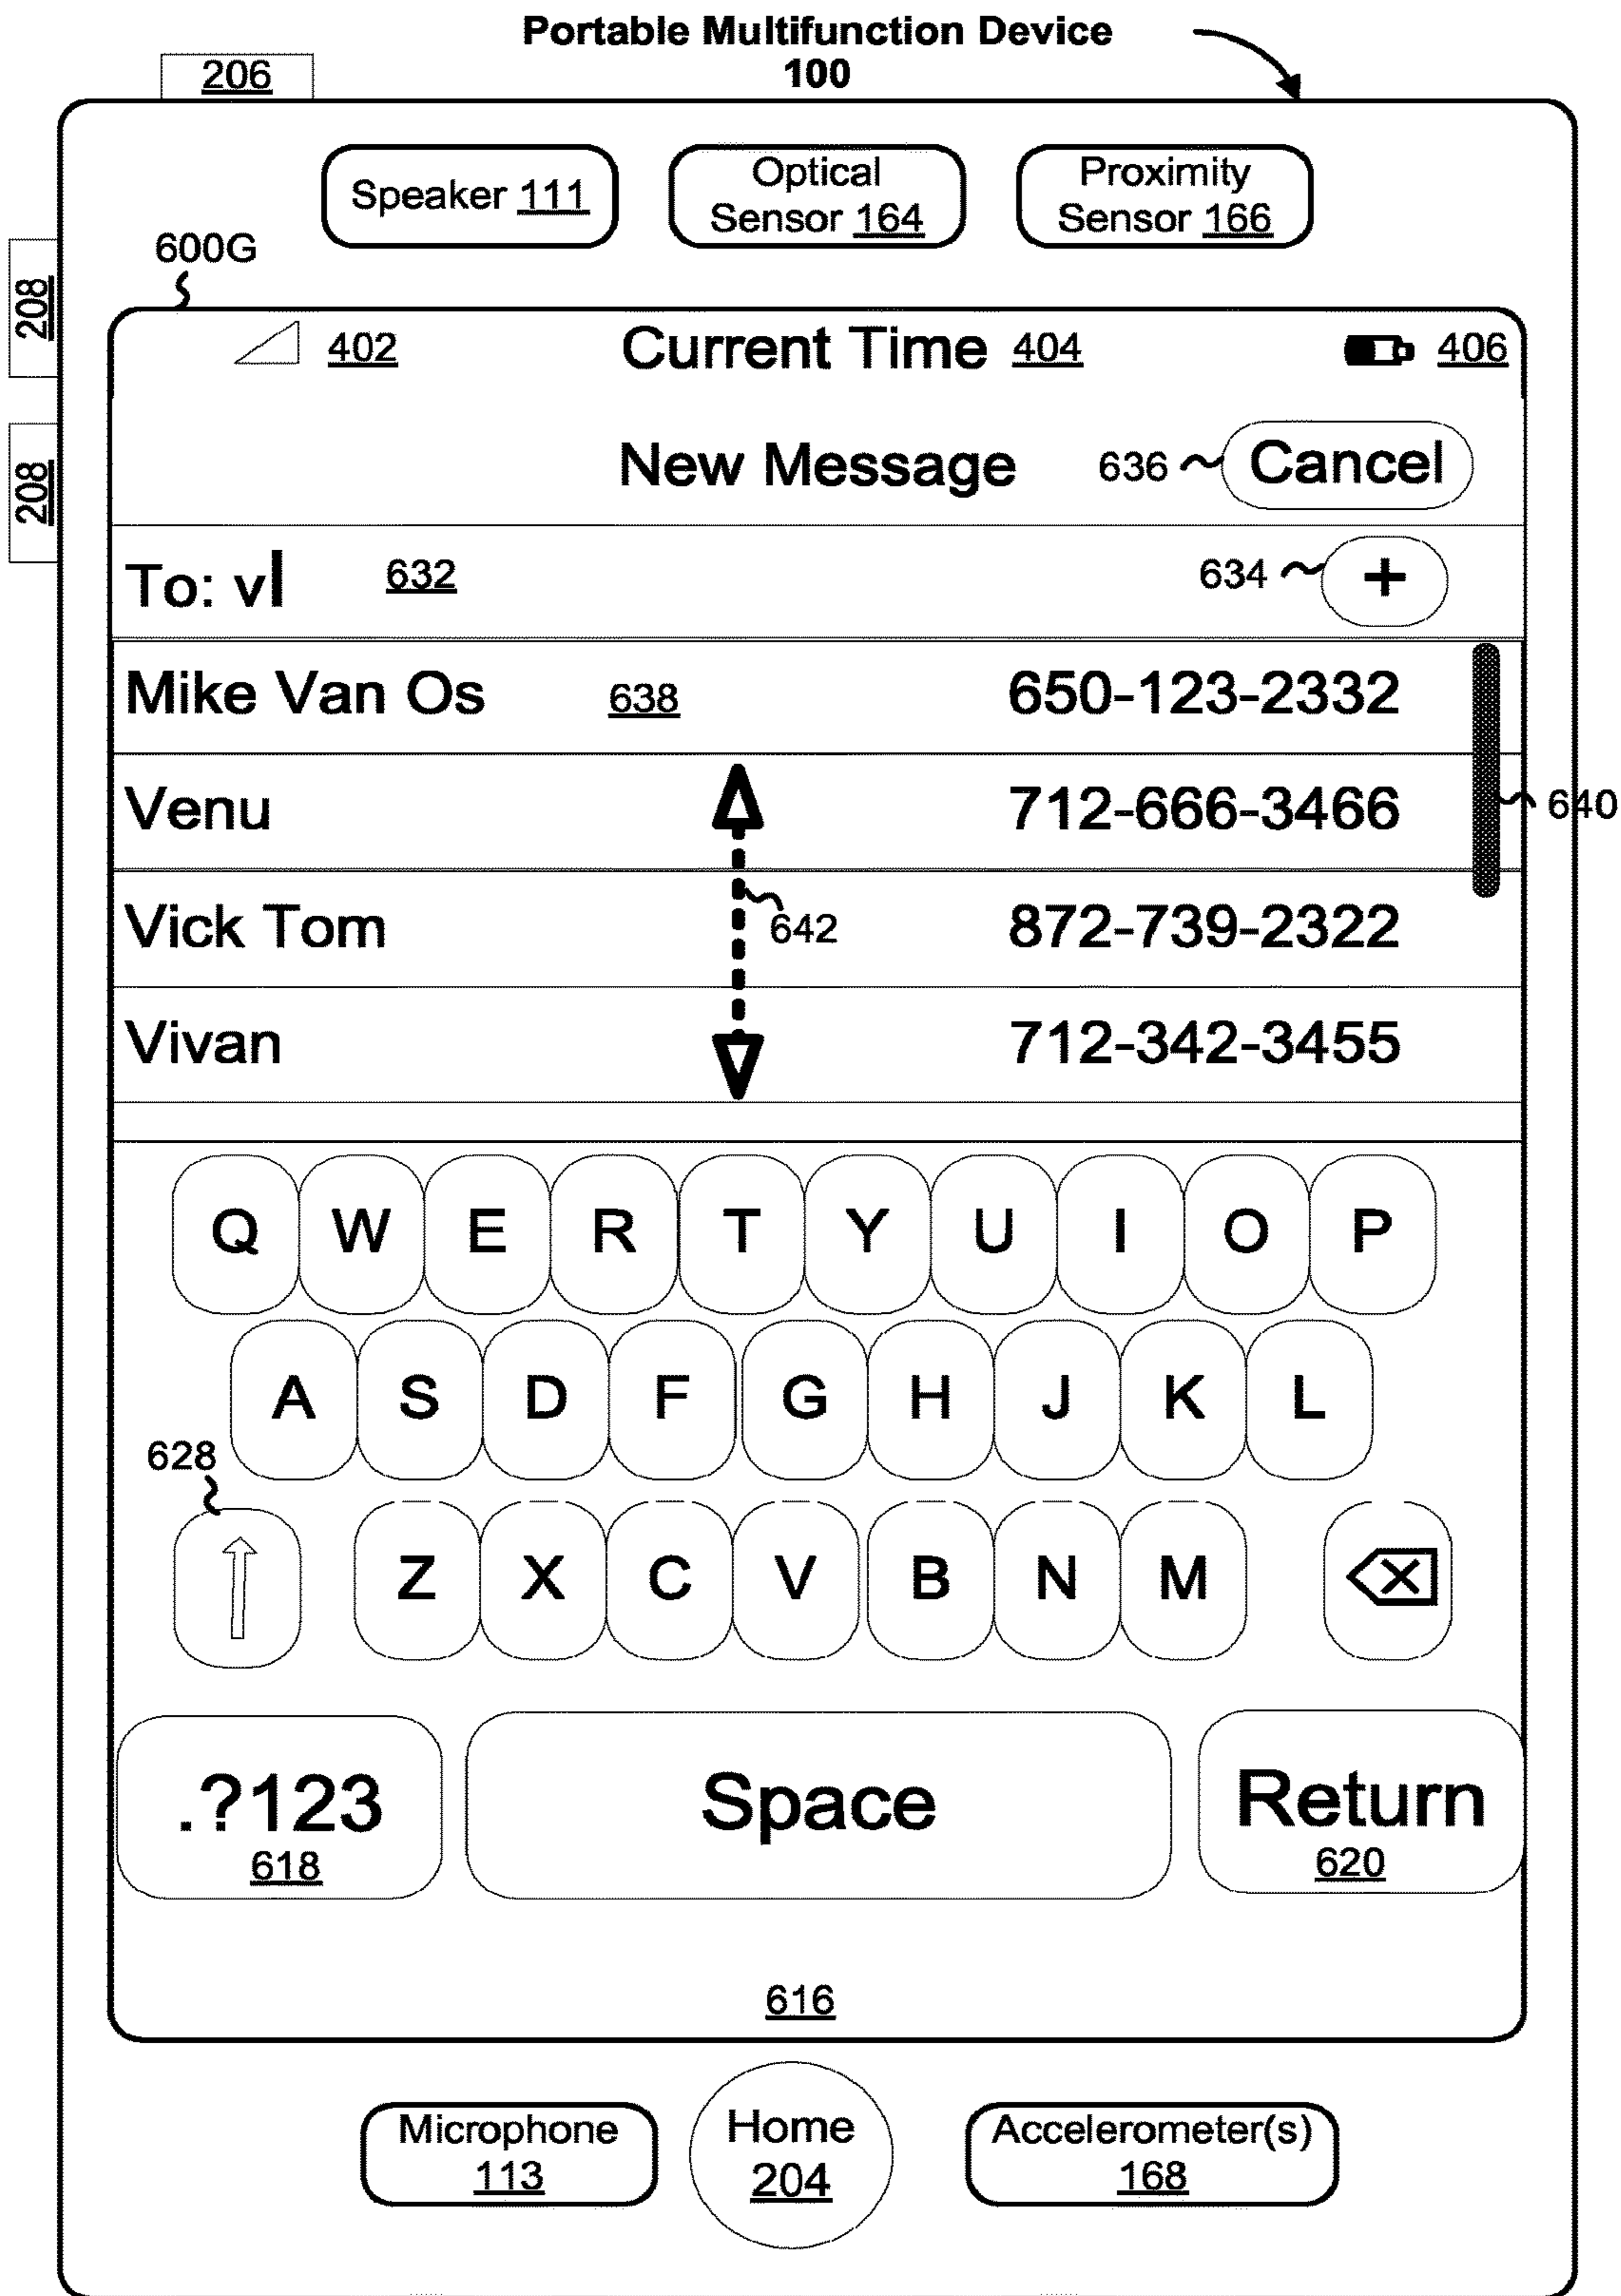 Portable Multifunction Device
100
206
Speaker 111
Optical
Sensor 164
Proximity
Sensor 166
600G
208
208
402
Current Time 404
406
New Message
636
Cancel
To: v
632
634
+
Mike Van Os
638
650-123-2332
Venu
712-666-3466
640
Vick Tom
642
872-739-2322
Vivan
712-342-3455
Q W E R T Y U I O P
A S D F G H J K L
628
Z X C V B N M
.?123
618
Space
Return
620
616
Microphone
113
Home
204
Accelerometer(s)
168